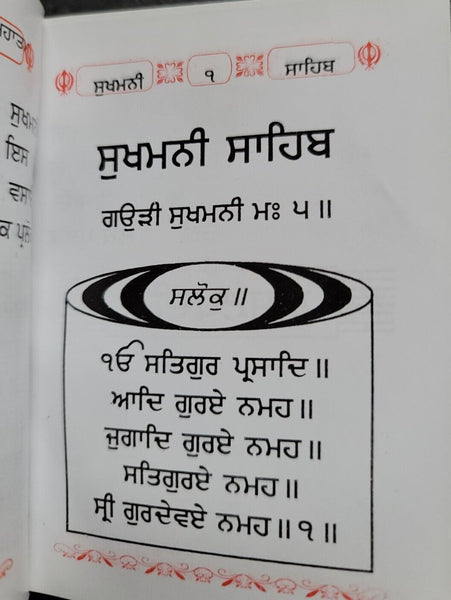 ਸੁਖਮਨੀ ੧ ਸਾਹਿਬ
ਸੁਖਮਨੀ ਸਾਹਿਬ
ਗਉੜੀ ਸੁਖਮਨੀ ਮਃ ੫ ॥
ਸਲੋਕੁ ॥
ੴ ਸਤਿਗੁਰ ਪ੍ਰਸਾਦਿ ॥
ਆਦਿ ਗੁਰਏ ਨਮਹ ॥
ਜੁਗਾਦਿ ਗੁਰਏ ਨਮਹ ॥
ਸਤਿਗੁਰਏ ਨਮਹ ॥
ਸ੍ਰੀ ਗੁਰਦੇਵਏ ਨਮਹ ॥ ੧ ॥
ਇਸ